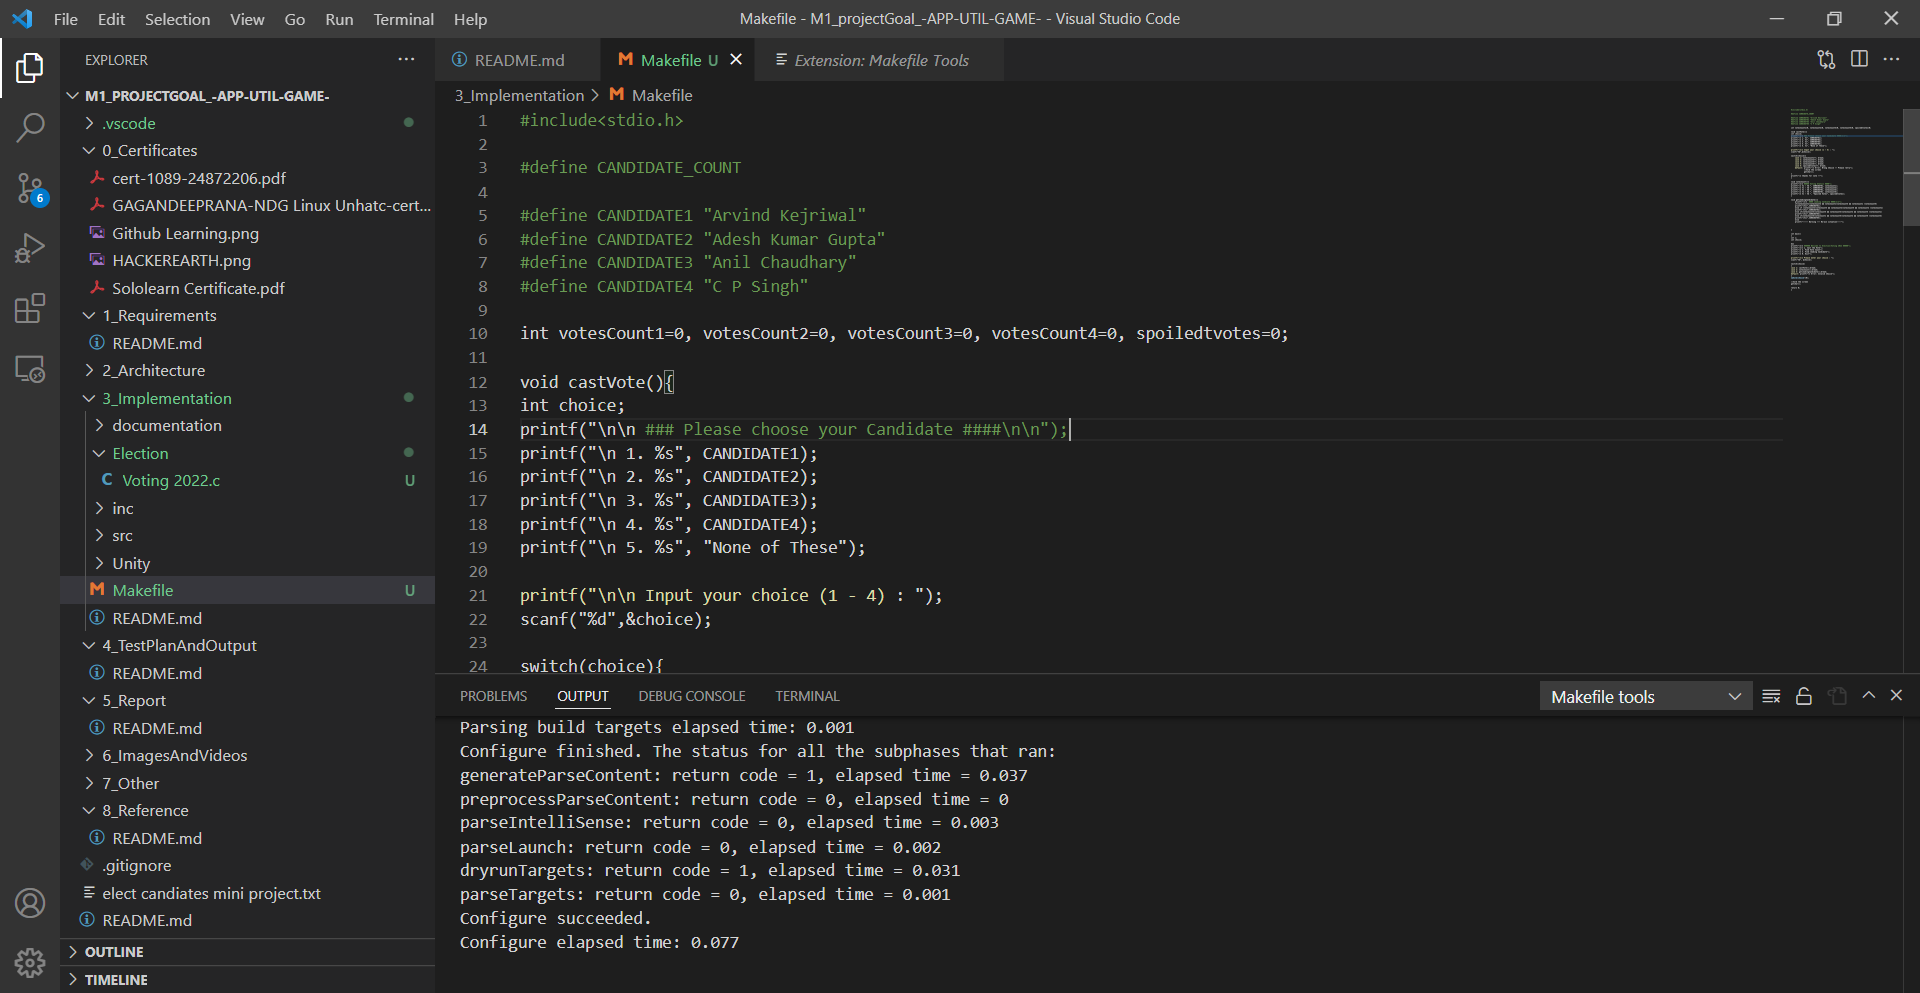 File Edit Selection View Go Run Terminal Help
Makefile - M1_projectGoal_-APP-UTIL-GAME- - Visual Studio Code
EXPLORER
M1_PROJECTGOAL_-APP-UTIL-GAME-
.vscode
0_Certificates
cert-1089-24872206.pdf
GAGANDEEPRANA-NDG Linux Unhatc-cert...
Github Learning.png
HACKEREARTH.png
Sololearn Certificate.pdf
1_Requirements
README.md
2_Architecture
3_Implementation
documentation
Election
C Voting 2022.c U
inc
src
Unity
M Makefile U
README.md
4_TestPlanAndOutput
README.md
5_Report
README.md
6_ImagesAndVideos
7_Other
8_Reference
README.md
.gitignore
elect candiates mini project.txt
README.md
OUTLINE
TIMELINE
6
README.md
M Makefile U
Extension: Makefile Tools
3_Implementation > M Makefile
1 #include<stdio.h>
2
3 #define CANDIDATE_COUNT
4
5 #define CANDIDATE1 "Arvind Kejriwal"
6 #define CANDIDATE2 "Adesh Kumar Gupta"
7 #define CANDIDATE3 "Anil Chaudhary"
8 #define CANDIDATE4 "C P Singh"
9
10 int votesCount1=0, votesCount2=0, votesCount3=0, votesCount4=0, spoiledtvotes=0;
11
12 void castVote(){
13 int choice;
14 printf("\n\n ### Please choose your Candidate ####\n\n");
15 printf("\n 1. %s", CANDIDATE1);
16 printf("\n 2. %s", CANDIDATE2);
17 printf("\n 3. %s", CANDIDATE3);
18 printf("\n 4. %s", CANDIDATE4);
19 printf("\n 5. %s", "None of These");
20
21 printf("\n\n Input your choice (1 - 4) : ");
22 scanf("%d",&choice);
23
24 switch(choice){
PROBLEMS OUTPUT DEBUG CONSOLE TERMINAL
Makefile tools
Parsing build targets elapsed time: 0.001
Configure finished. The status for all the subphases that ran:
generateParseContent: return code = 1, elapsed time = 0.037
preprocessParseContent: return code = 0, elapsed time = 0
parseIntelliSense: return code = 0, elapsed time = 0.003
parseLaunch: return code = 0, elapsed time = 0.002
dryrunTargets: return code = 1, elapsed time = 0.031
parseTargets: return code = 0, elapsed time = 0.001
Configure succeeded.
Configure elapsed time: 0.077